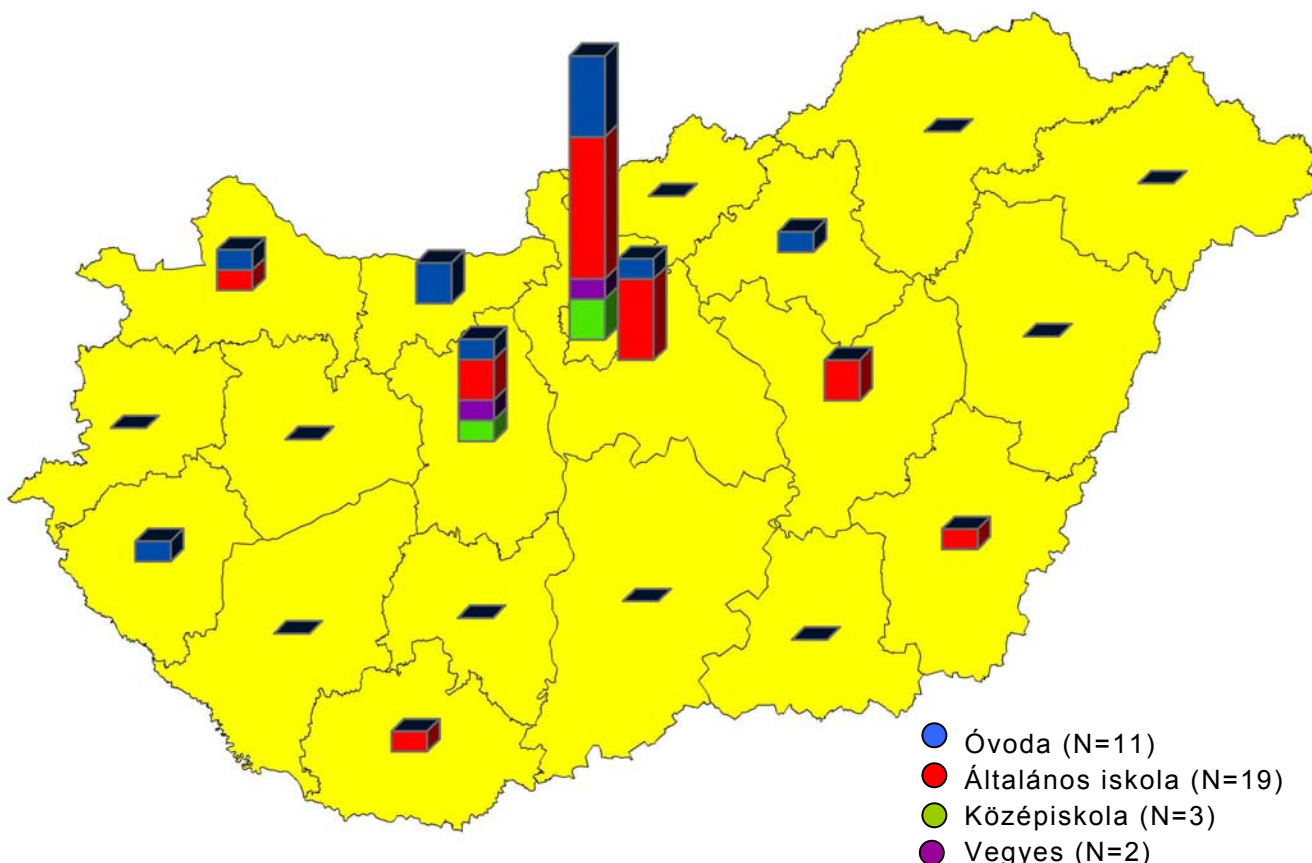 Óvoda (N=11)
Általános iskola (N=19)
Középiskola (N=3)
Vegyes (N=2)